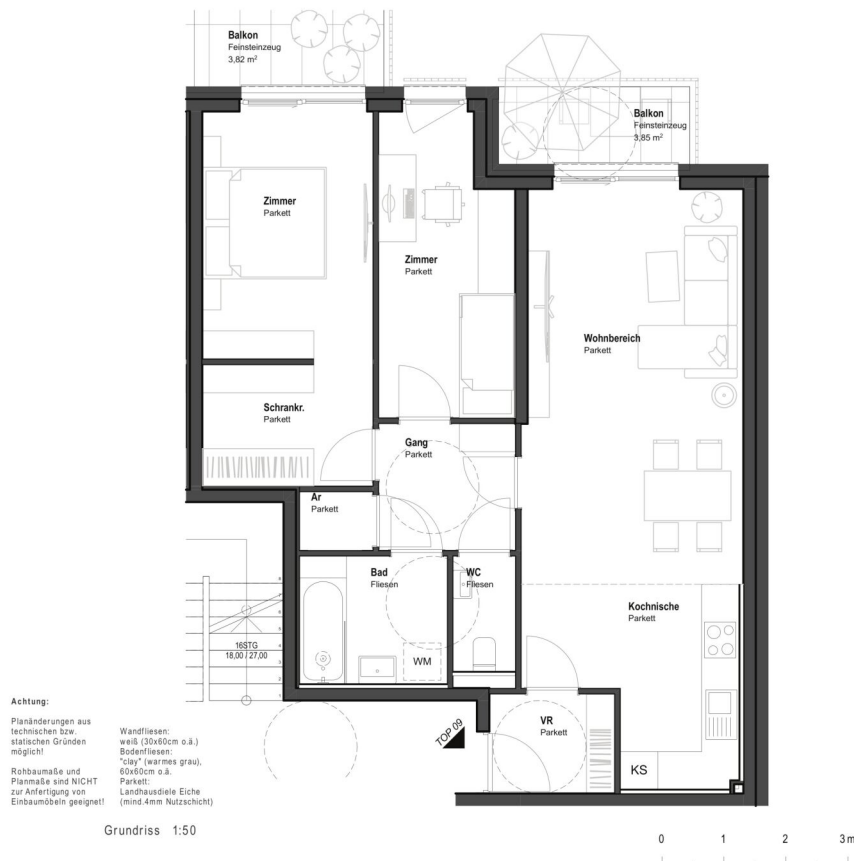 Balkon
Feinsteinzeug
3,82 m²
Balkon
Feinsteinzeug
3,85 m²
Zimmer
Parkett
Zimmer
Parkett
Wohnbereich
Parkett
Schrankr.
Parkett
Gang
Parkett
Ar
Parkett
Bad
Fliesen
WC
Fliesen
Kochnische
Parkett
16STG
18,00 / 27,00
WM
TOP 09
VR
Parkett
KS
Achtung:
Planänderungen aus
technischen bzw.
statischen Gründen
möglich!
Rohbaumaße und
Planmaße sind NICHT
zur Anfertigung von
Einbaumöbeln geeignet!
Wandfliesen:
weiß (30x60cm o.ä.)
Bodenfliesen:
"clay" (warmes grau),
60x60cm o.ä.
Parkett:
Landhausdiele Eiche
(mind.4mm Nutzschicht)
Grundriss 1:50
0 1 2 3 m